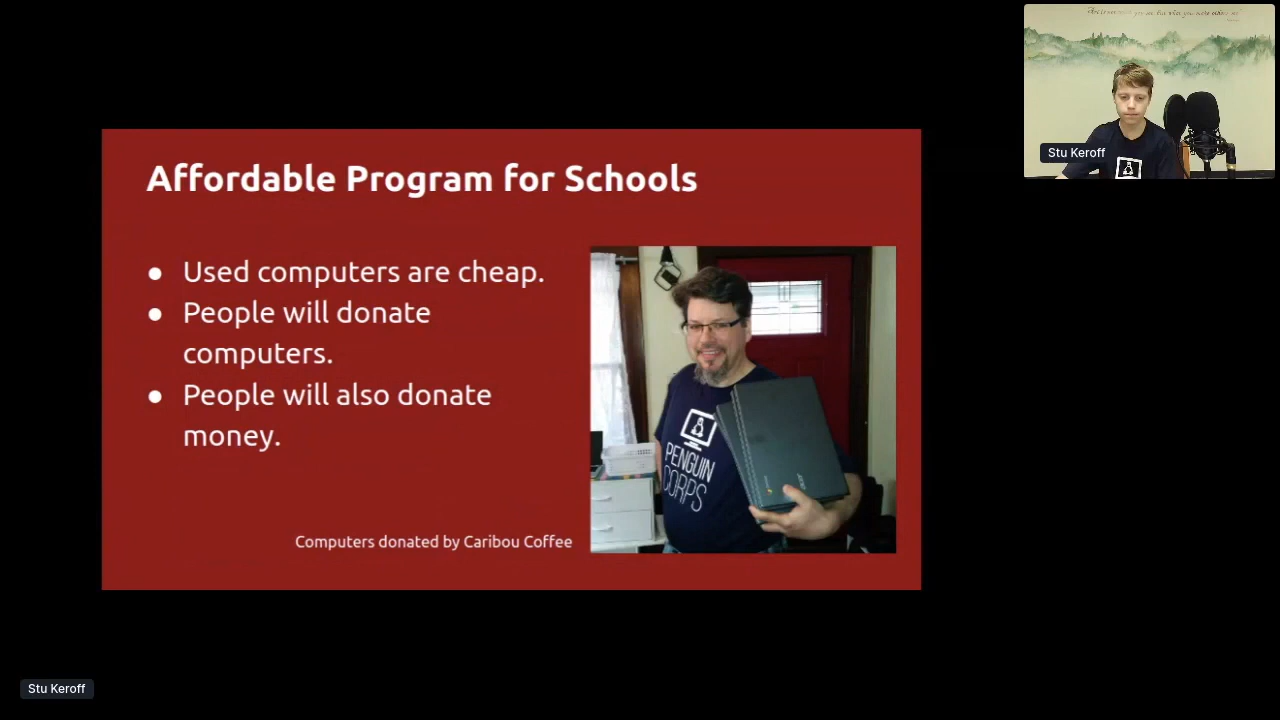 Affordable Program for Schools
● Used computers are cheap.
● People will donate
computers.
● People will also donate
money.
PENGUIN
CORPS
acer
Computers donated by Caribou Coffee
Stu Keroff
Stu Keroff